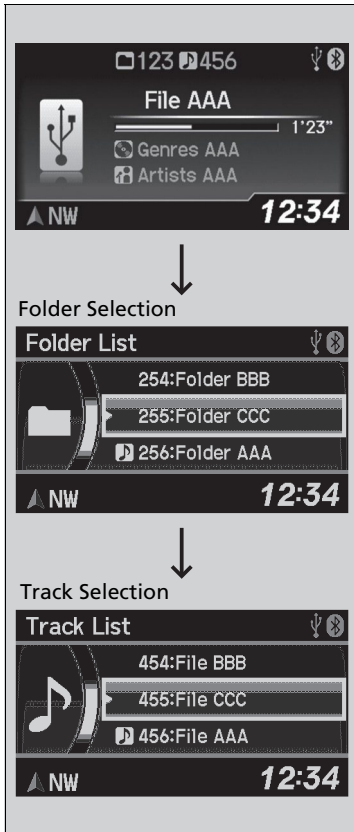 123 456
File AAA
1'23"
Genres AAA
Artists AAA
NW 12:34
Folder Selection
Folder List
254:Folder BBB
255:Folder CCC
256:Folder AAA
NW 12:34
Track Selection
Track List
454:File BBB
455:File CCC
456:File AAA
NW 12:34